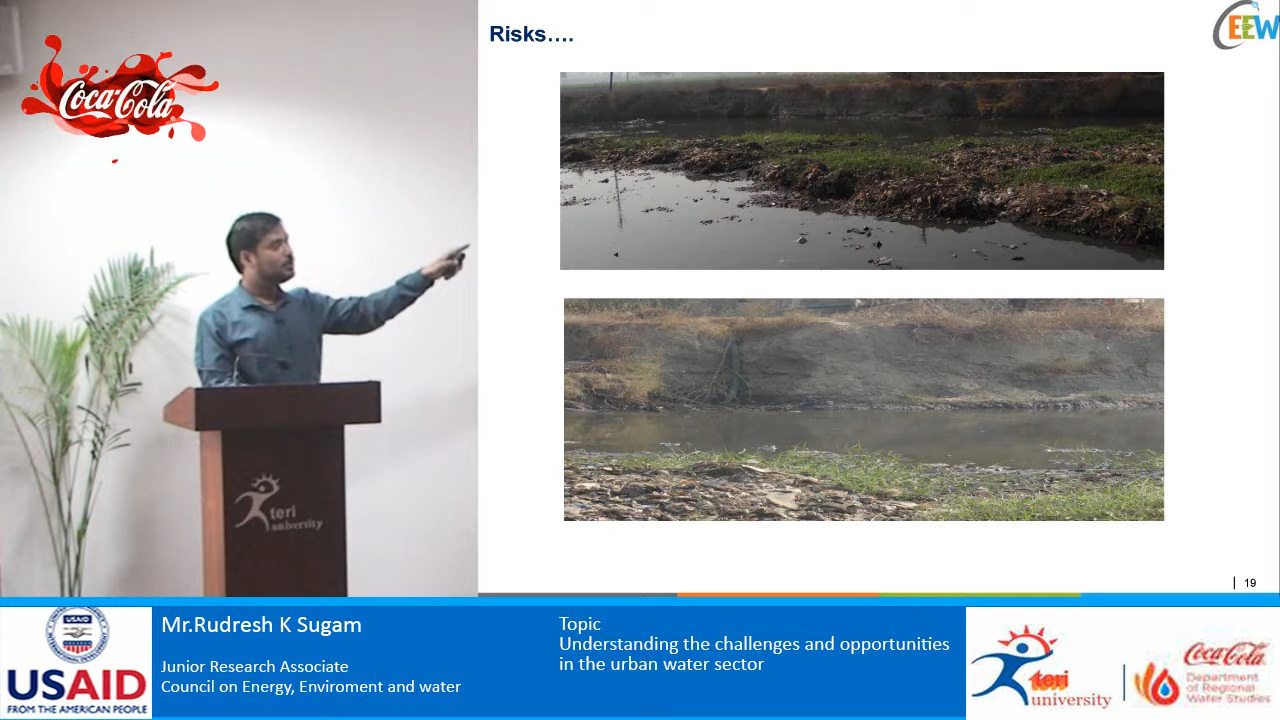 Coca-Cola
Risks....
EEW
teri
university
| 19
USAID
USAID
FROM THE AMERICAN PEOPLE
Mr.Rudresh K Sugam
Junior Research Associate
Council on Energy, Enviroment and water
Topic
Understanding the challenges and opportunities
in the urban water sector
teri
university
Coca-Cola
Department
of Regional
Water Studies